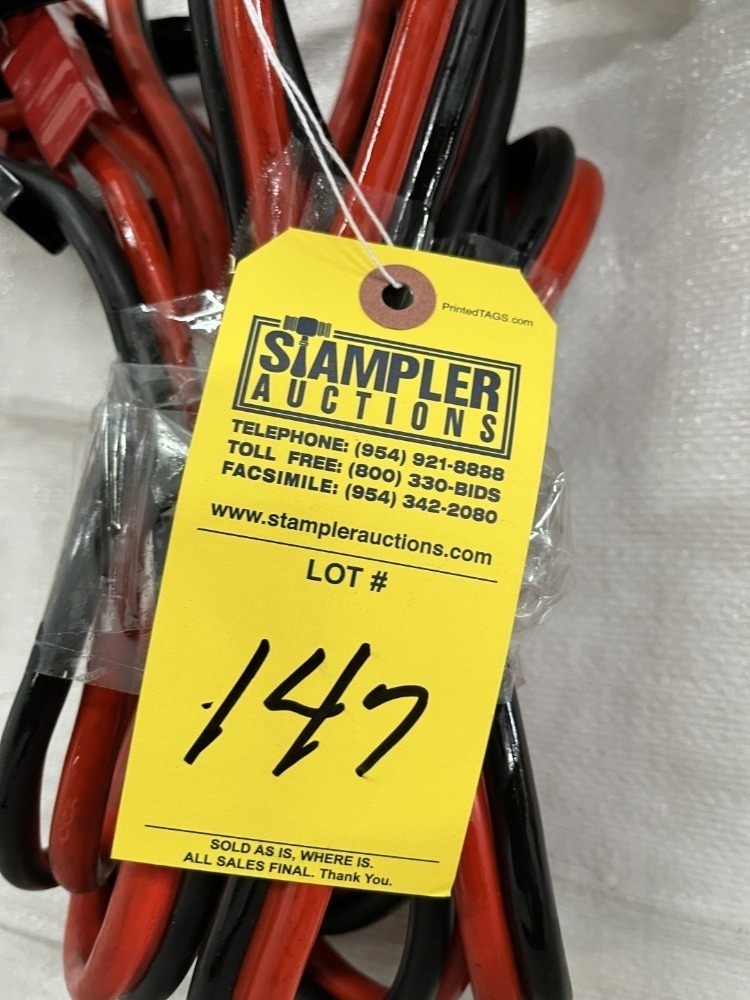 PrintedTAGS.com
STAMPLER
AUCTIONS
TELEPHONE: (954) 921-8888
TOLL FREE: (800) 330-BIDS
FACSIMILE: (954) 342-2080
www.stamplerauctions.com
LOT #
147
SOLD AS IS, WHERE IS.
ALL SALES FINAL. Thank You.